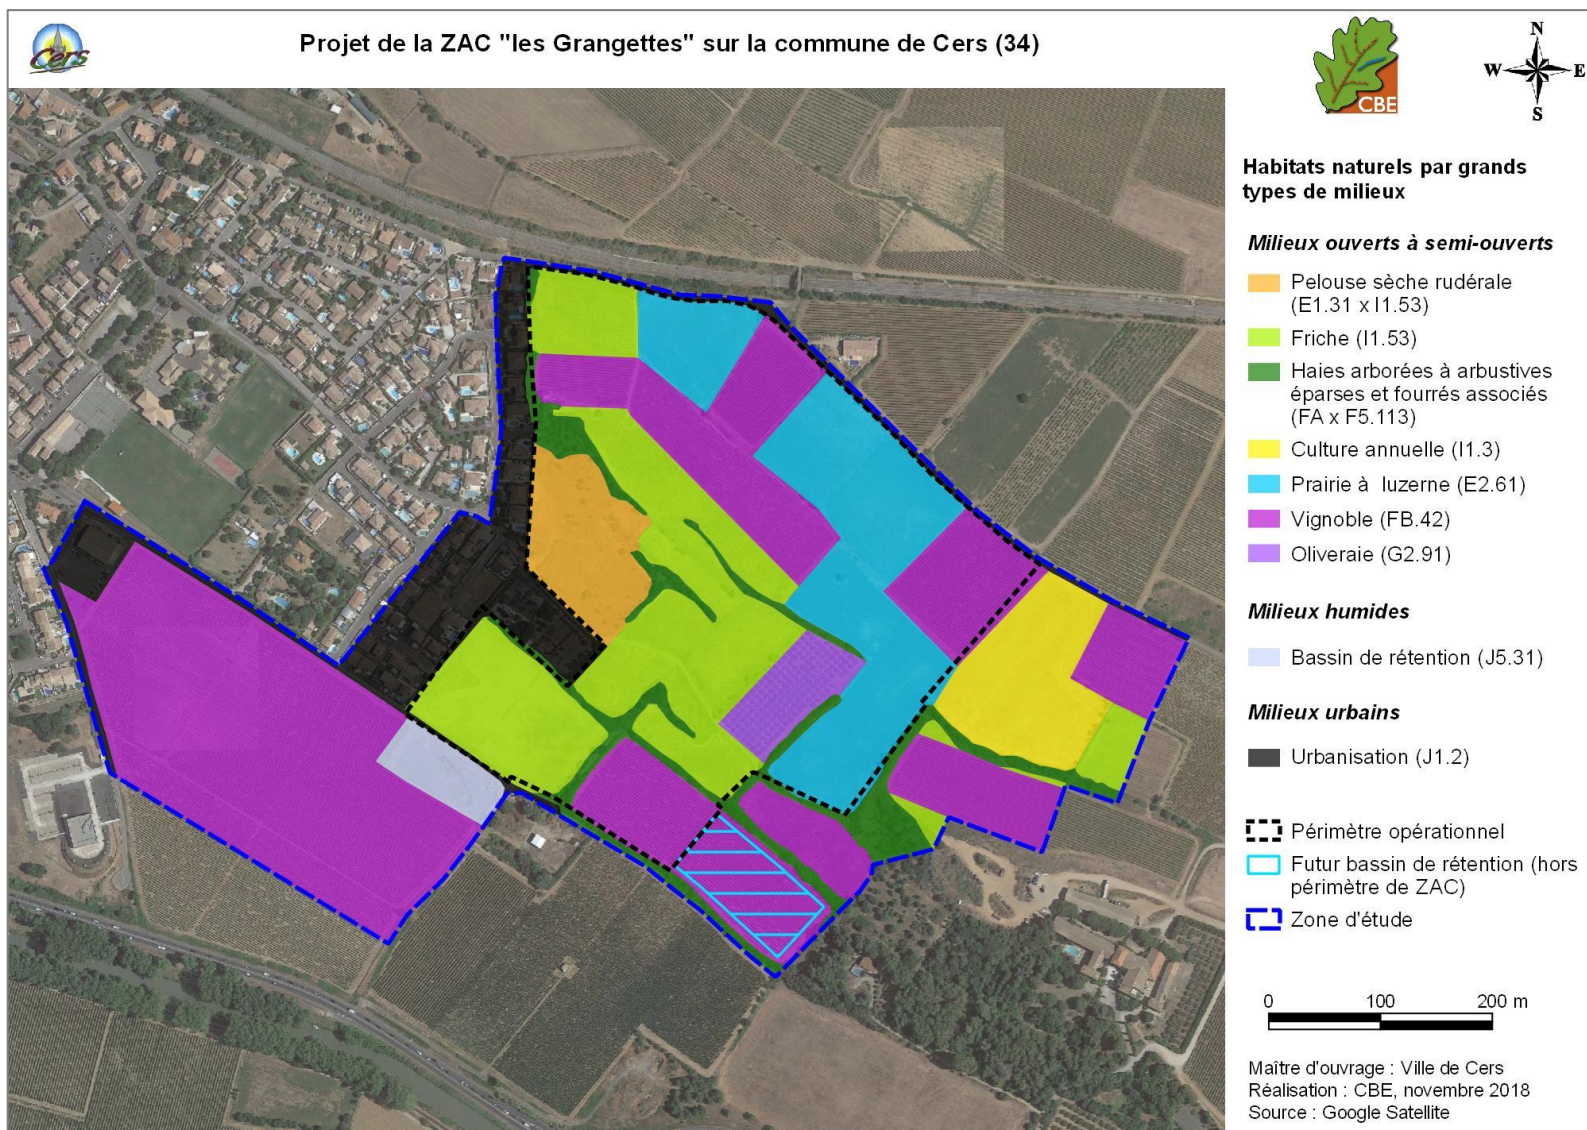 Cers
Projet de la ZAC "les Grangettes" sur la commune de Cers (34)
CBE
N
W E
S
Habitats naturels par grands
types de milieux
Milieux ouverts à semi-ouverts
Pelouse sèche rudérale
(E1.31 x I1.53)
Friche (I1.53)
Haies arborées à arbustives
éparses et fourrés associés
(FA x F5.113)
Culture annuelle (I1.3)
Prairie à luzerne (E2.61)
Vignoble (FB.42)
Oliveraie (G2.91)
Milieux humides
Bassin de rétention (J5.31)
Milieux urbains
Urbanisation (J1.2)
Périmètre opérationnel
Futur bassin de rétention (hors
périmètre de ZAC)
Zone d'étude
0 100 200 m
Maître d'ouvrage : Ville de Cers
Réalisation : CBE, novembre 2018
Source : Google Satellite